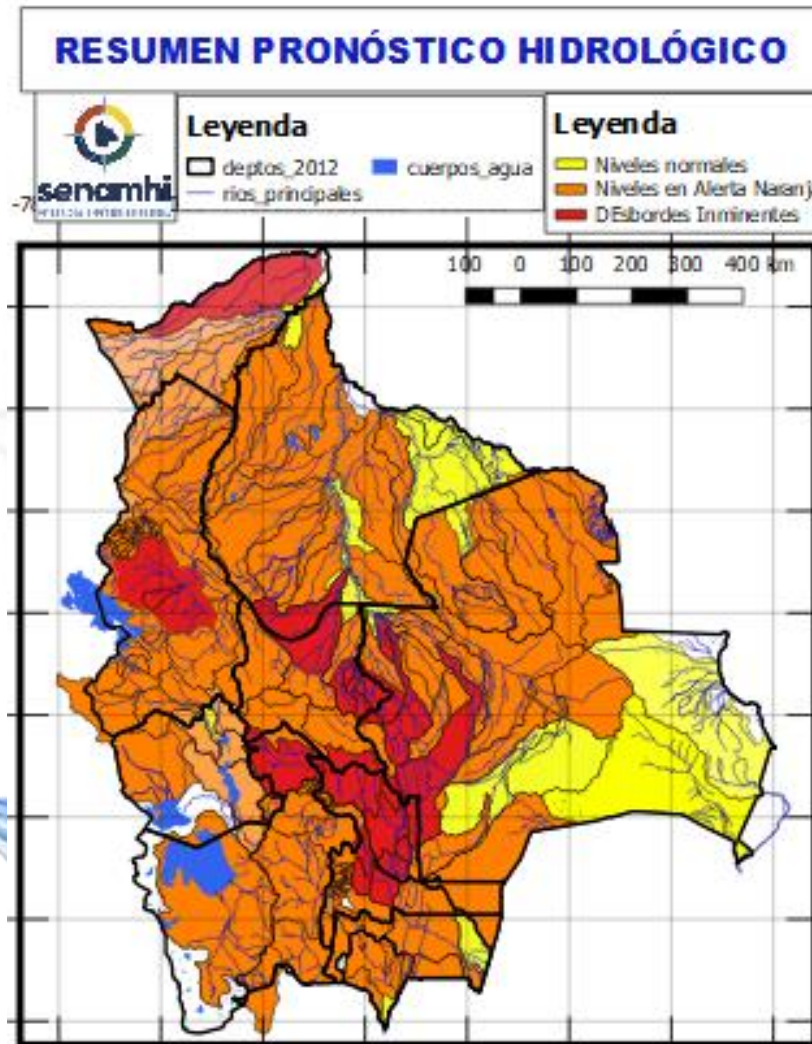 RESUMEN PRONÓSTICO HIDROLÓGICO
senamhi
Leyenda
deptos_2012 cuerpos_agua
rios_principales
Leyenda
Niveles normales
Niveles en Alerta Naranj
DEsbordes Inminentes
100 0 100 200 300 400 km